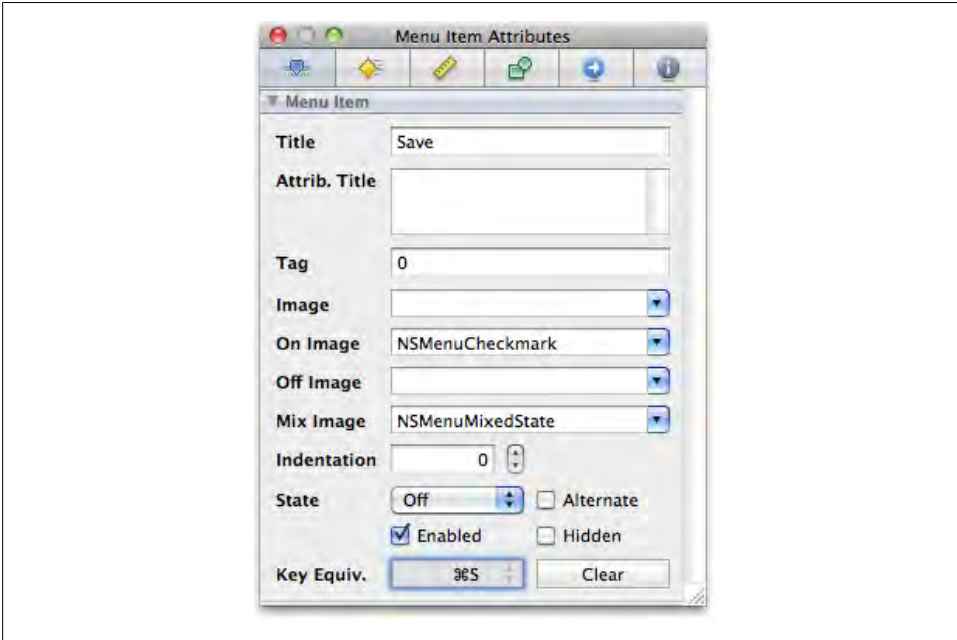 Menu Item Attributes
Menu Item
Title Save
Attrib. Title
Tag 0
Image
On Image NSMenuCheckmark
Off Image
Mix Image NSMenuMixedState
Indentation 0
State Off Alternate
Enabled Hidden
Key Equiv. ⌘S Clear